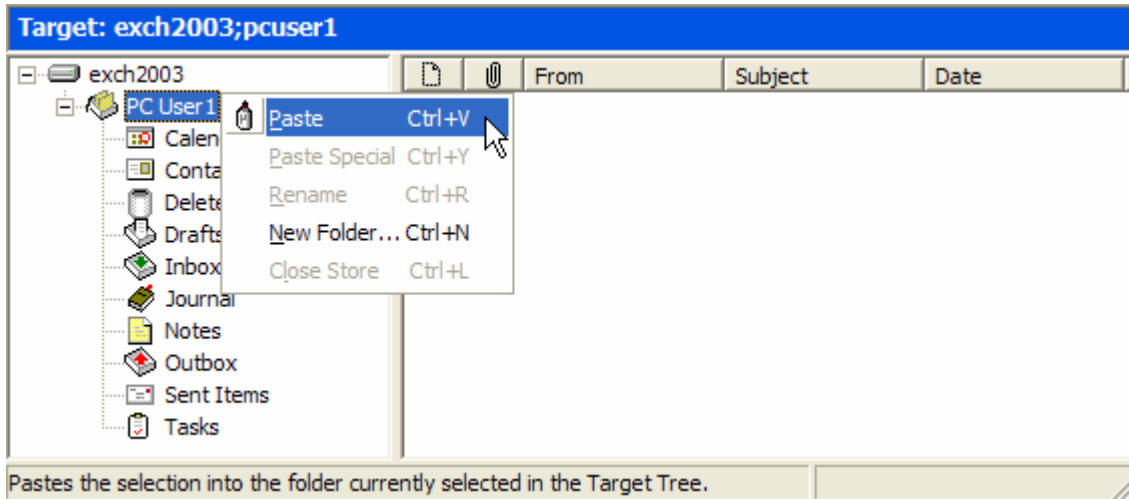 Target: exch2003;pcuser1
exch2003
From Subject Date
PC User1
Paste Ctrl+V
Calen
Paste Special Ctrl+Y
Conta
Rename Ctrl+R
Delete
New Folder... Ctrl+N
Drafts
Close Store Ctrl+L
Inbox
Journal
Notes
Outbox
Sent Items
Tasks
Pastes the selection into the folder currently selected in the Target Tree.